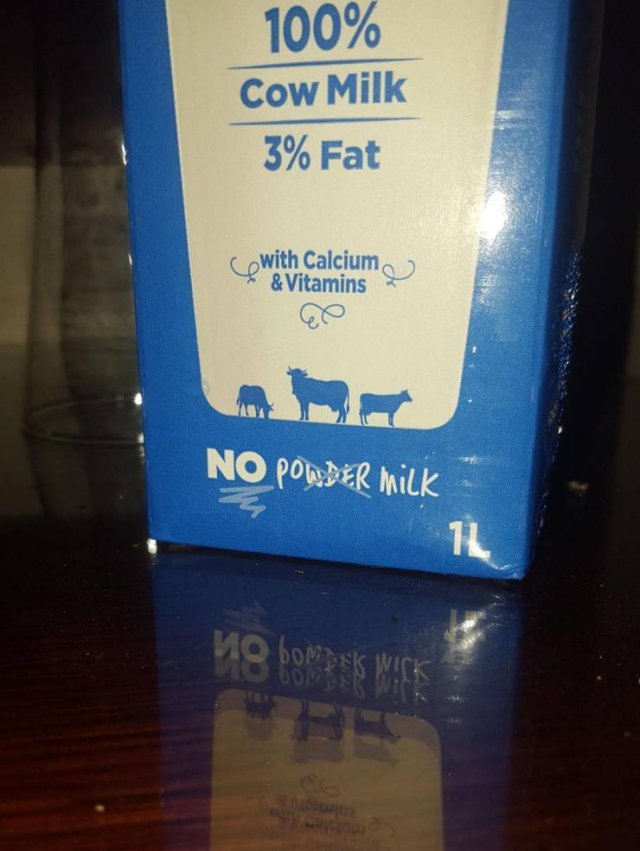 100%
Cow Milk
3% Fat
with Calcium
& Vitamins
NO POWDER MiLK
1L